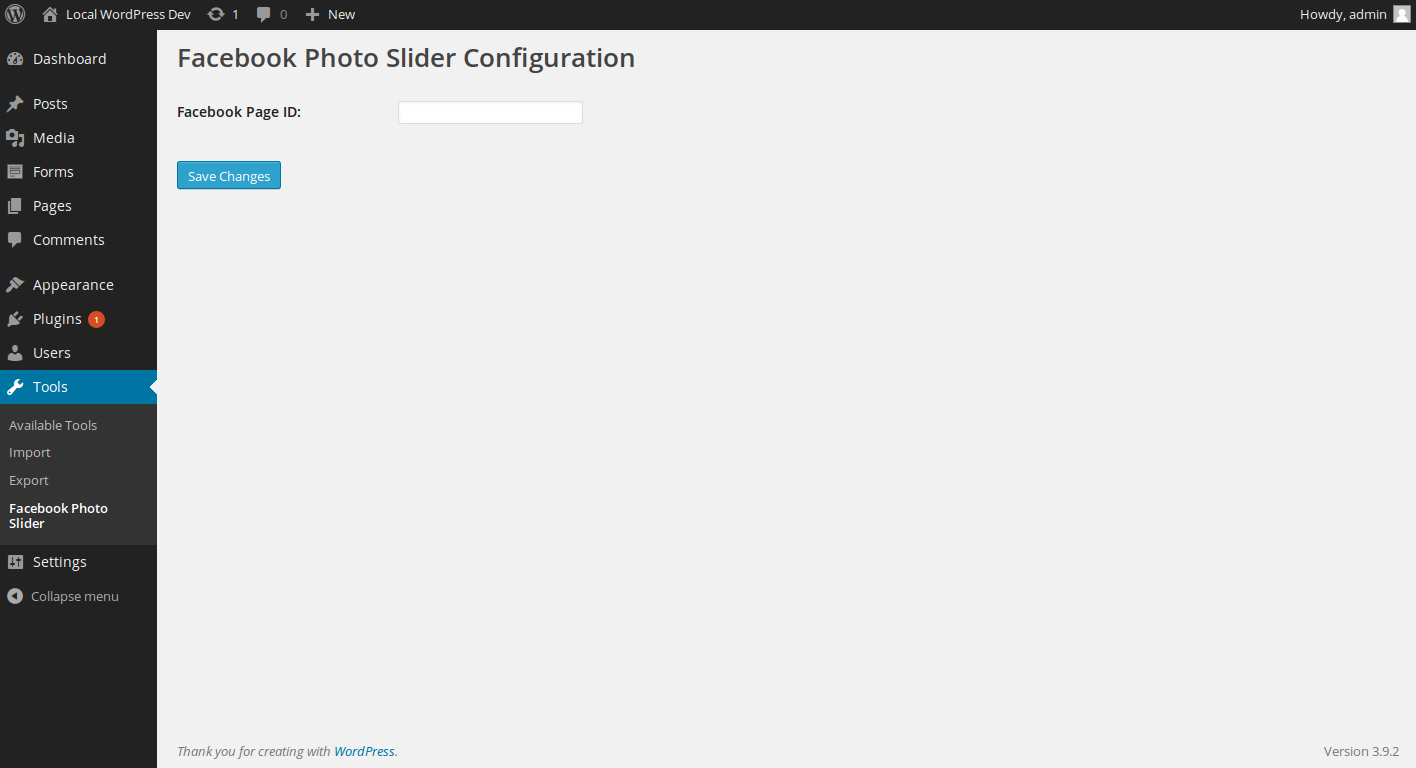 Local WordPress Dev 1 0 New Howdy, admin
Dashboard
Posts
Media
Forms
Pages
Comments
Appearance
Plugins 1
Users
Tools
Available Tools
Import
Export
Facebook Photo
Slider
Settings
Collapse menu
Facebook Photo Slider Configuration
Facebook Page ID:
Save Changes
Thank you for creating with WordPress.
Version 3.9.2